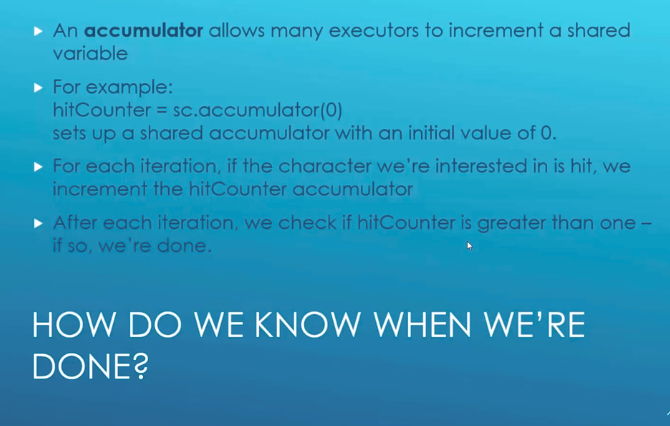 An accumulator allows many executors to increment a shared
variable
For example:
hitCounter = sc.accumulator(0)
sets up a shared accumulator with an initial value of 0.
For each iteration, if the character we're interested in is hit, we
increment the hitCounter accumulator
After each iteration, we check if hitCounter is greater than one –
if so, we're done.
HOW DO WE KNOW WHEN WE'RE
DONE?